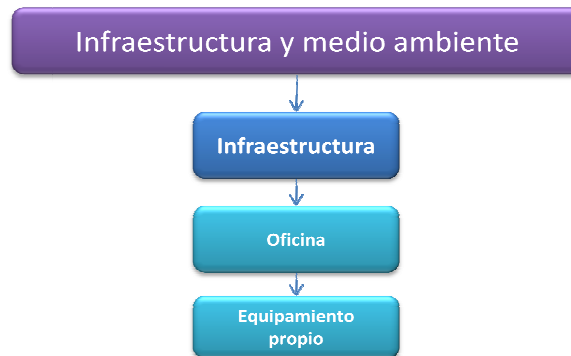 Infraestructura y medio ambiente
Infraestructura
Oficina
Equipamiento
propio